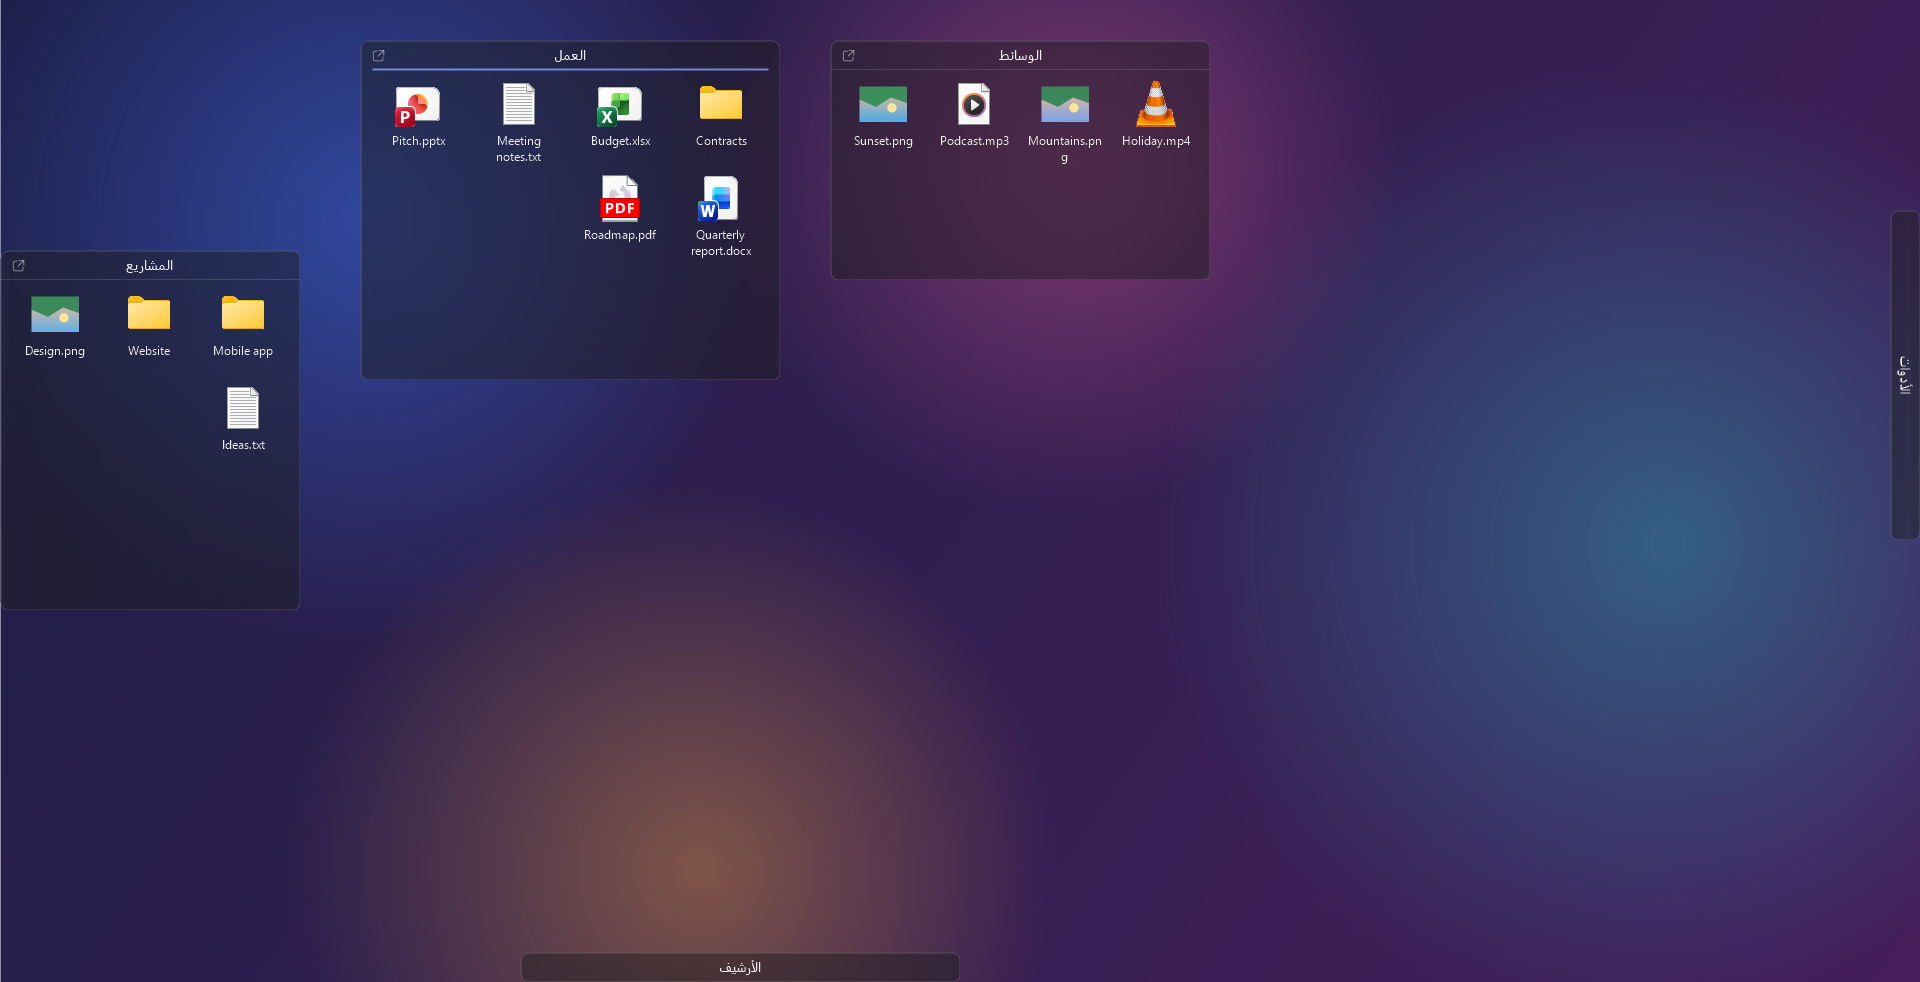 العمل
Pitch.pptx
Meeting
notes.txt
Budget.xlsx
Contracts
Roadmap.pdf
Quarterly
report.docx
الوسائط
Sunset.png
Podcast.mp3
Mountains.pn
g
Holiday.mp4
المشاريع
Design.png
Website
Mobile app
Ideas.txt
الأدوات
الأرشيف
P
X
PDF
W